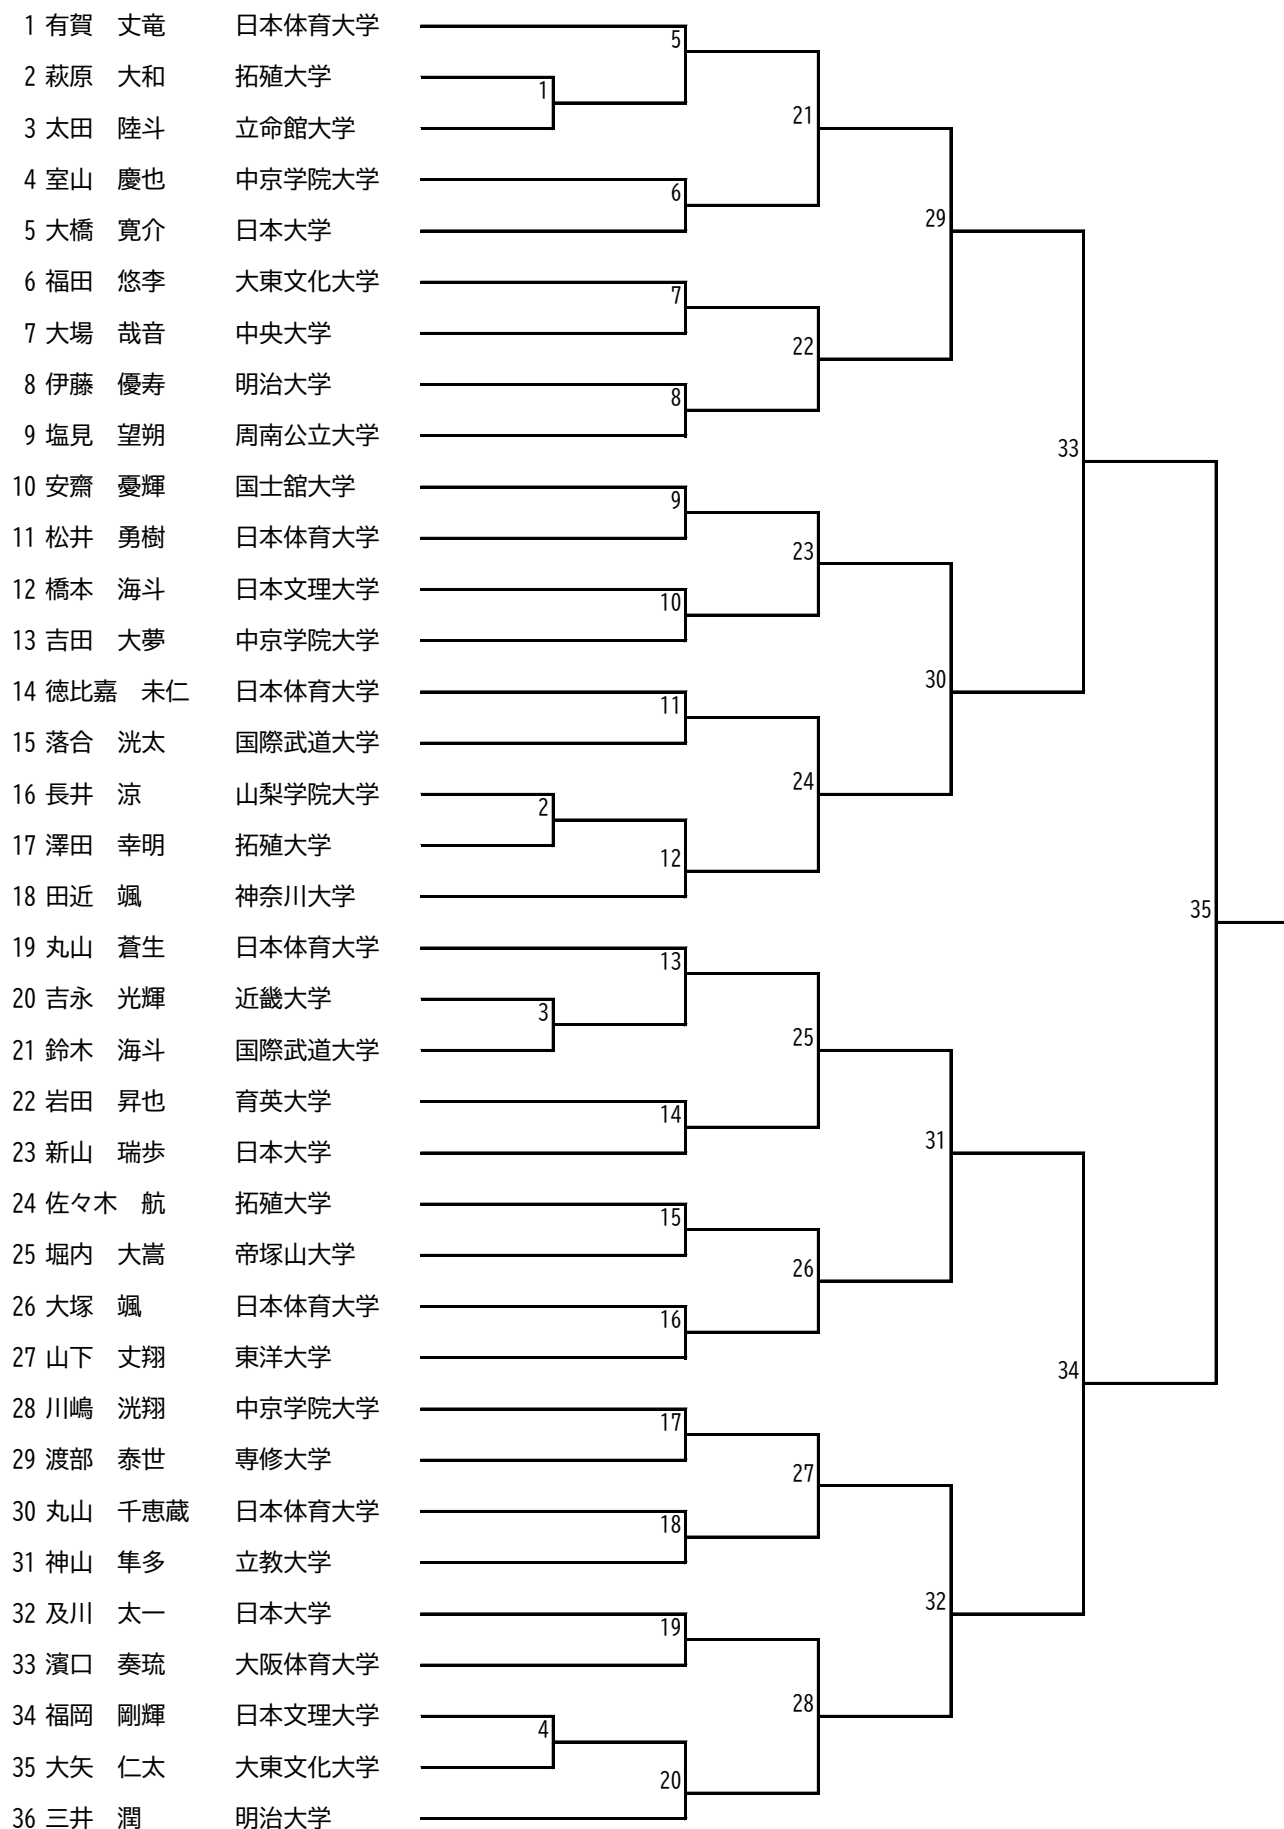 1 有賀　丈竜　日本体育大学
5
2 萩原　大和　拓殖大学
1
21
3 太田　陸斗　立命館大学
4 室山　慶也　中京学院大学
6
29
5 大橋　寛介　日本大学
6 福田　悠李　大東文化大学
7
7 大場　哉音　中央大学
22
8 伊藤　優寿　明治大学
8
9 塩見　望朔　周南公立大学
33
10 安齋　憂輝　国士舘大学
9
11 松井　勇樹　日本体育大学
23
12 橋本　海斗　日本文理大学
10
13 吉田　大夢　中京学院大学
30
14 徳比嘉　未仁　日本体育大学
11
15 落合　洸太　国際武道大学
24
16 長井　涼　山梨学院大学
2
17 澤田　幸明　拓殖大学
12
18 田近　颯　神奈川大学
35
19 丸山　蒼生　日本体育大学
13
20 吉永　光輝　近畿大学
3
25
21 鈴木　海斗　国際武道大学
22 岩田　昇也　育英大学
14
31
23 新山　瑞歩　日本大学
24 佐々木　航　拓殖大学
15
25 堀内　大嵩　帝塚山大学
26
26 大塚　颯　日本体育大学
16
27 山下　丈翔　東洋大学
34
28 川嶋　洸翔　中京学院大学
17
29 渡部　泰世　専修大学
27
30 丸山　千恵蔵　日本体育大学
18
31 神山　隼多　立教大学
32
32 及川　太一　日本大学
19
33 濱口　奏琉　大阪体育大学
28
34 福岡　剛輝　日本文理大学
4
35 大矢　仁太　大東文化大学
20
36 三井　潤　明治大学